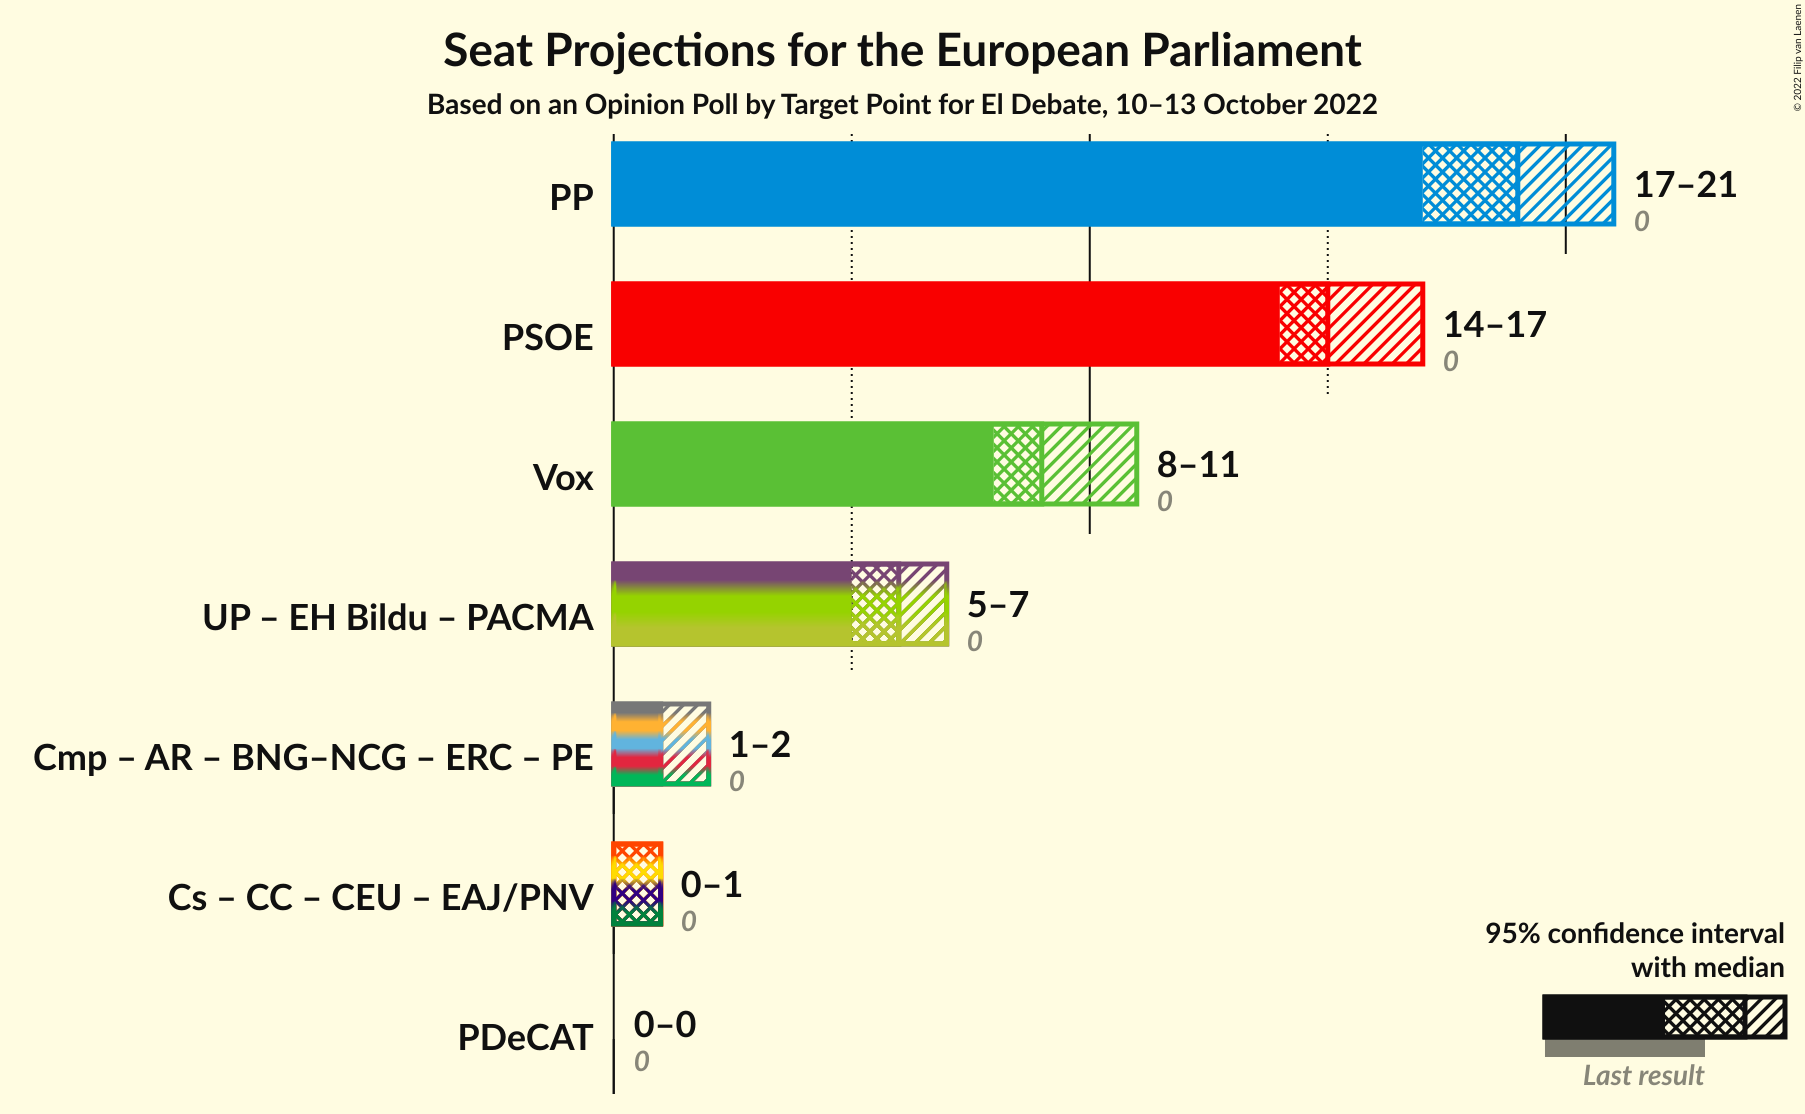 Seat Projections for the European Parliament
Based on an Opinion Poll by Target Point for El Debate, 10–13 October 2022
© 2022 Filip van Laenen
PP
17–21
0
PSOE
14–17
0
Vox
8–11
0
UP – EH Bildu – PACMA
5–7
0
Cmp – AR – BNG–NCG – ERC – PE
1–2
0
Cs – CC – CEU – EAJ/PNV
0–1
0
PDeCAT
0–0
0
95% confidence interval
with median
Last result